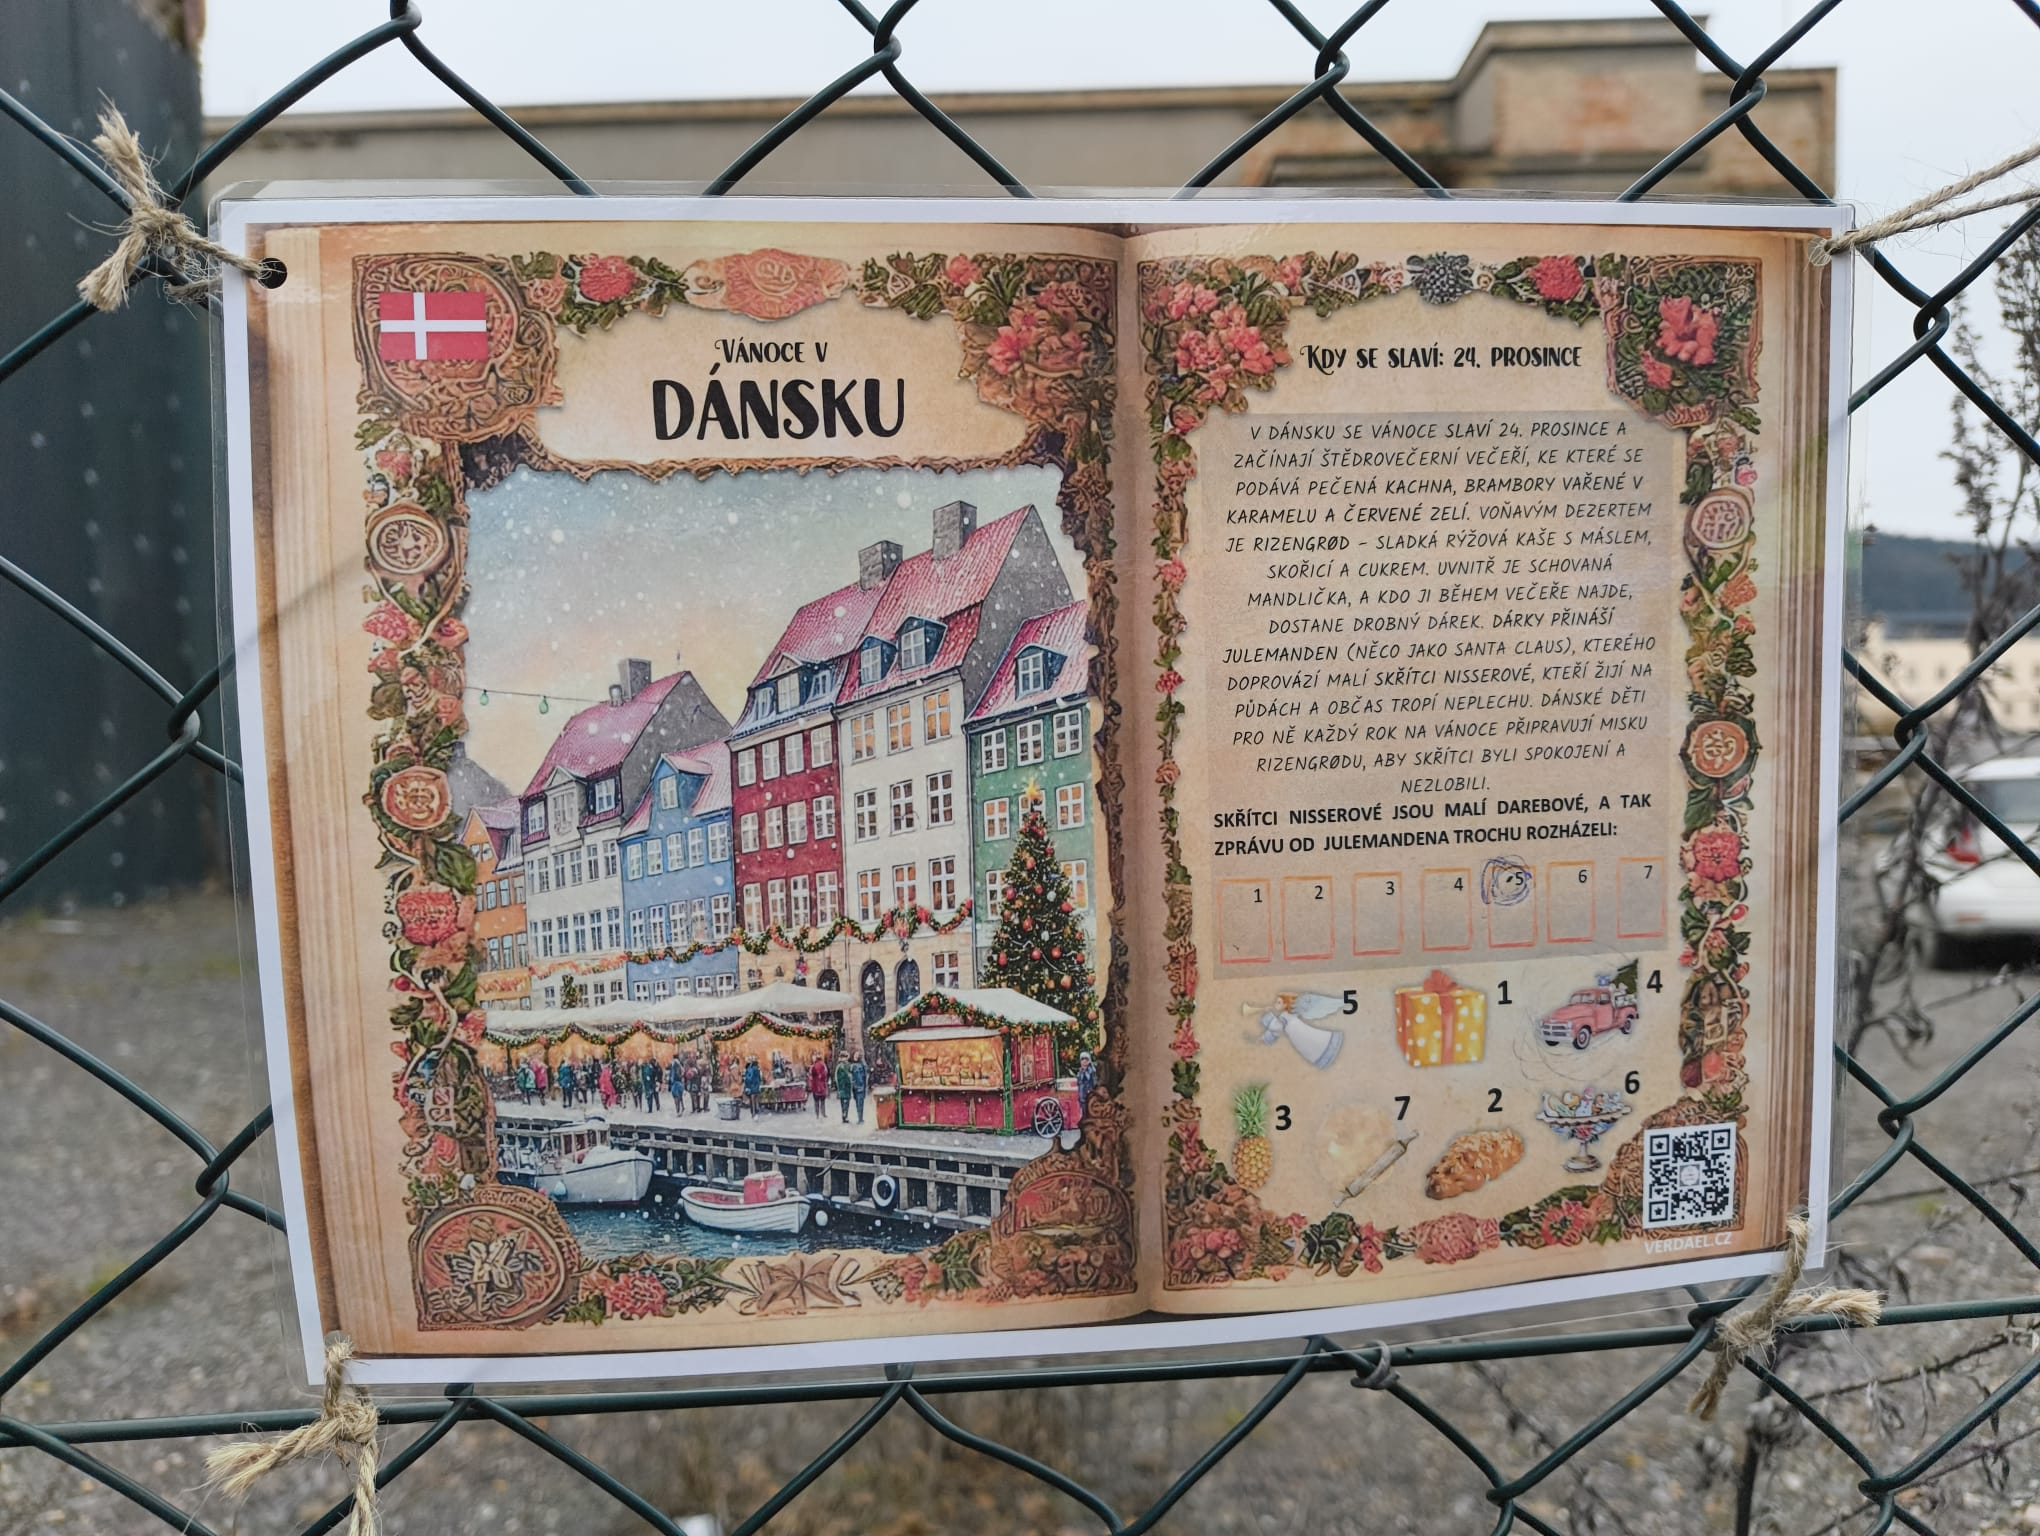 VÁNOCE V
DÁNSKU
KDY SE SLAVÍ: 24. PROSINCE
V DÁNSKU SE VÁNOCE SLAVÍ 24. PROSINCE A
ZAČÍNAJÍ ŠTĚDROVEČERNÍ VEČEŘÍ, KE KTERÉ SE
PODÁVÁ PEČENÁ KACHNA, BRAMBORY VAŘENÉ V
KARAMELU A ČERVENÉ ZELÍ. VOŇAVÝM DEZERTEM
JE RIZENGRØD – SLADKÁ RÝŽOVÁ KAŠE S MÁSLEM,
SKOŘICÍ A CUKREM. UVNITŘ JE SCHOVANÁ
MANDLIČKA, A KDO JI BĚHEM VEČEŘE NAJDE,
DOSTANE DROBNÝ DÁREK. DÁRKY PŘINÁŠÍ
JULEMANDEN (NĚCO JAKO SANTA CLAUS), KTERÉHO
DOPROVÁZÍ MALÍ SKŘÍTCI NISSEROVÉ, KTEŘÍ ŽIJÍ NA
PŮDÁCH A OBČAS TROPÍ NEPLECHU. DÁNSKÉ DĚTI
PRO NĚ KAŽDÝ ROK NA VÁNOCE PŘIPRAVUJÍ MISKU
RIZENGRØDU, ABY SKŘÍTCI BYLI SPOKOJENÍ A
NEZLOBILI.
SKŘÍTCI NISSEROVÉ JSOU MALÍ DAREBOVÉ, A TAK
ZPRÁVU OD JULEMANDENA TROCHU ROZHÁZELI:
1 2 3 4 5 6 7
5 1 4
3 7 2 6
VERDAEL.CZ